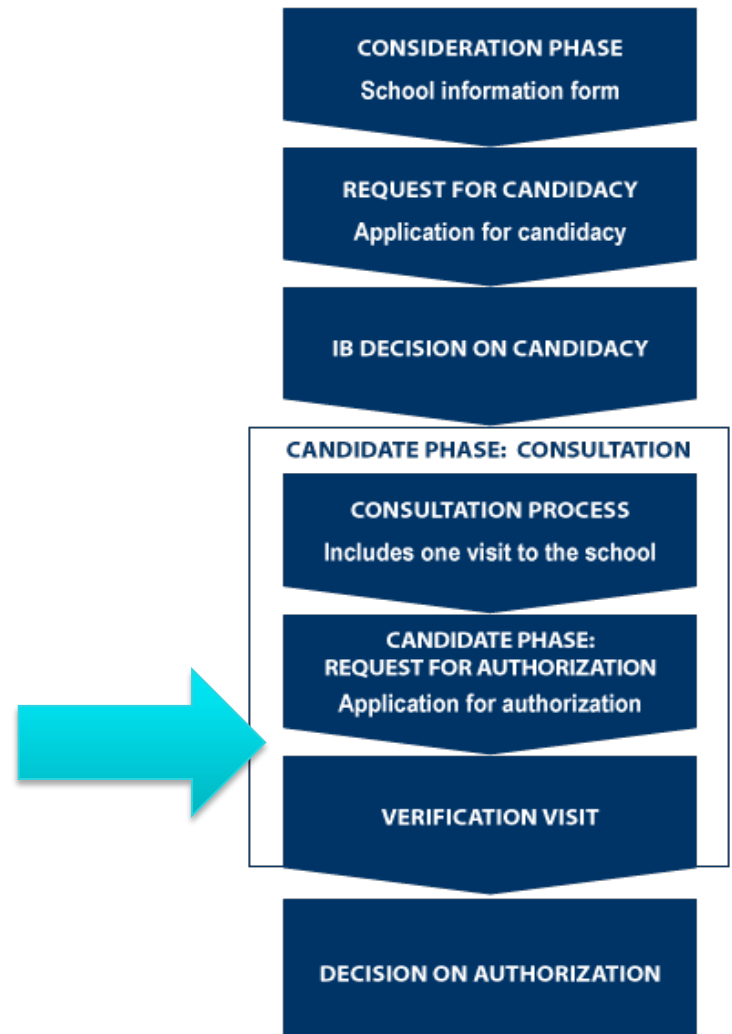 CONSIDERATION PHASE
School information form
REQUEST FOR CANDIDACY
Application for candidacy
IB DECISION ON CANDIDACY
CANDIDATE PHASE: CONSULTATION
CONSULTATION PROCESS
Includes one visit to the school
CANDIDATE PHASE:
REQUEST FOR AUTHORIZATION
Application for authorization
VERIFICATION VISIT
DECISION ON AUTHORIZATION